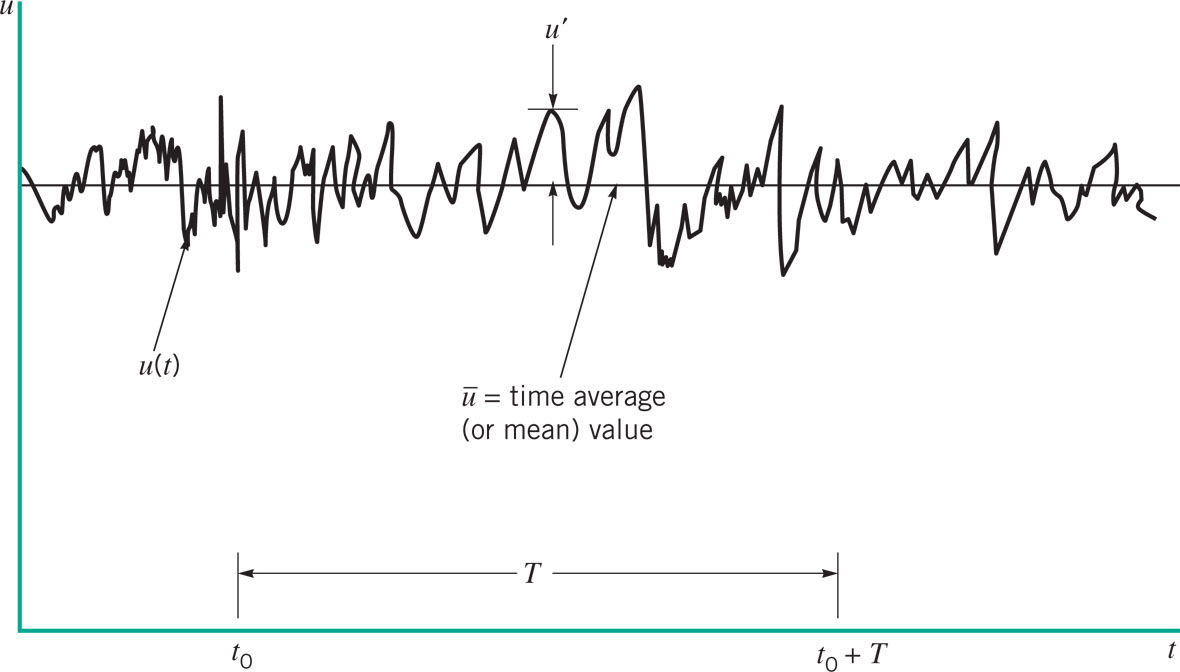 u
u′
u(t)
u̅ = time average
(or mean) value
T
t₀
t₀ + T
t